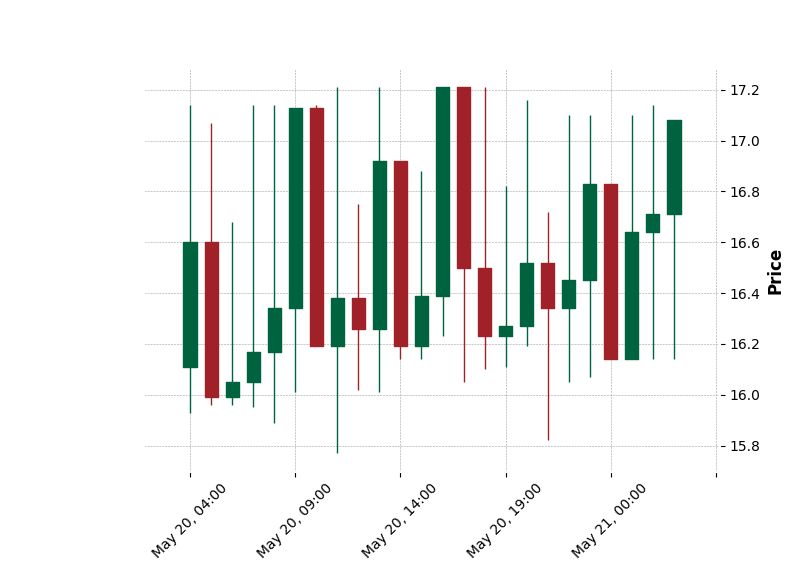 17.2
17.0
16.8
16.6
16.4
16.2
16.0
15.8
Price
May 20, 04:00
May 20, 09:00
May 20, 14:00
May 20, 19:00
May 21, 00:00